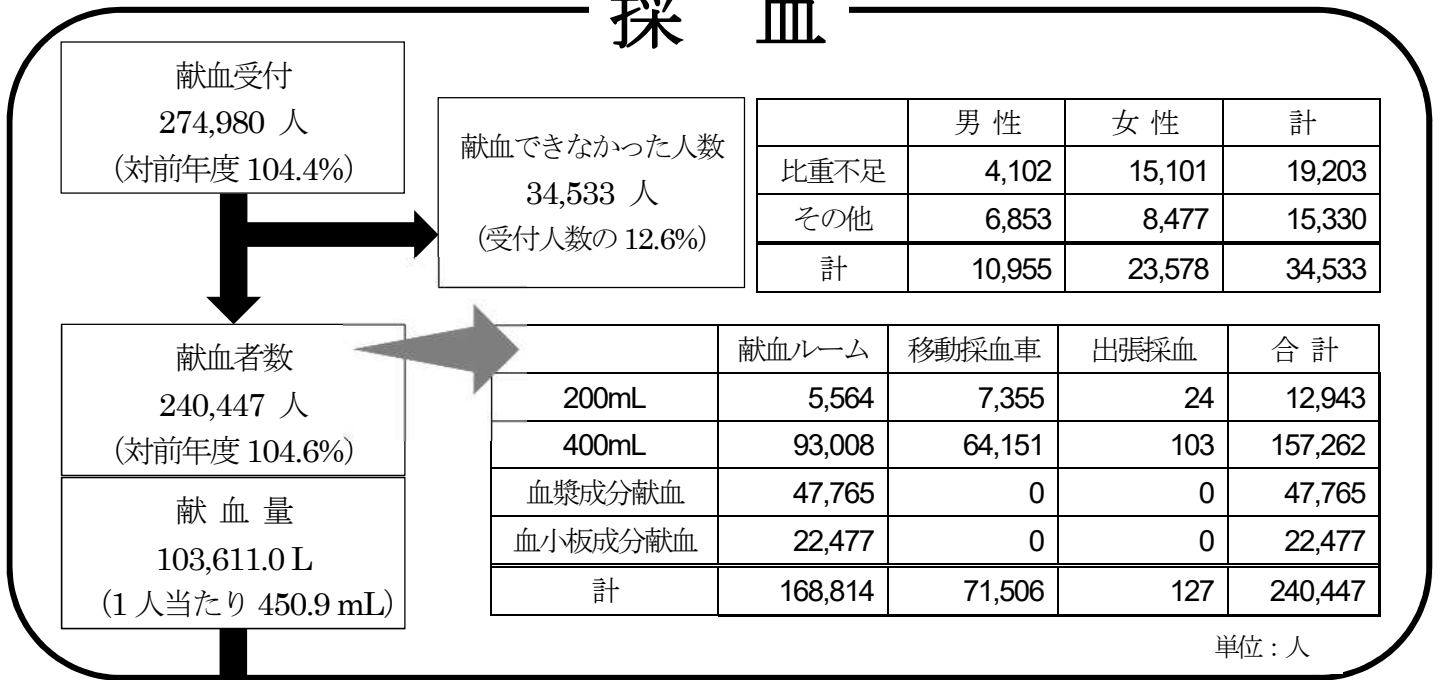 採 血
献血受付
274,980 人
(対前年度 104.4%)
献血できなかった人数
34,533 人
(受付人数の 12.6%)
男 性 女 性 計
比重不足 4,102 15,101 19,203
その他 6,853 8,477 15,330
計 10,955 23,578 34,533
献血者数
240,447 人
(対前年度 104.6%)
献 血 量
103,611.0 L
(1 人当たり 450.9 mL)
献血ルーム 移動採血車 出張採血 合 計
200mL 5,564 7,355 24 12,943
400mL 93,008 64,151 103 157,262
血漿成分献血 47,765 0 0 47,765
血小板成分献血 22,477 0 0 22,477
計 168,814 71,506 127 240,447
単位：人